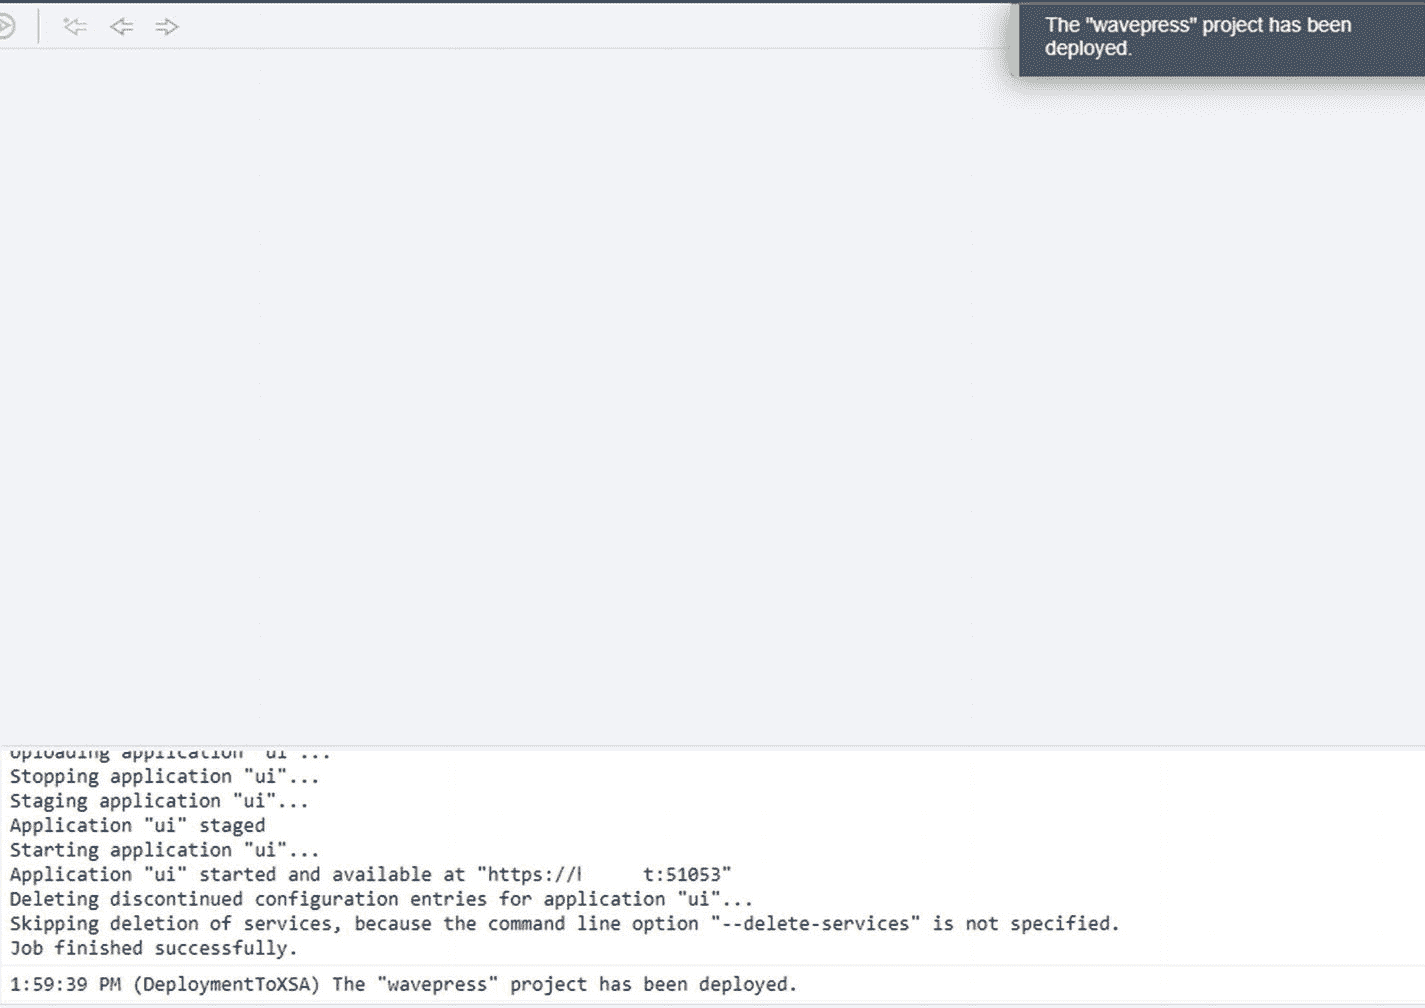 The "wavepress" project has been
deployed.
Uploading application "ui"...
Stopping application "ui"...
Staging application "ui"...
Application "ui" staged
Starting application "ui"...
Application "ui" started and available at "https:// t:51053"
Deleting discontinued configuration entries for application "ui"...
Skipping deletion of services, because the command line option "--delete-services" is not specified.
Job finished successfully.
1:59:39 PM (DeploymentToXSA) The "wavepress" project has been deployed.